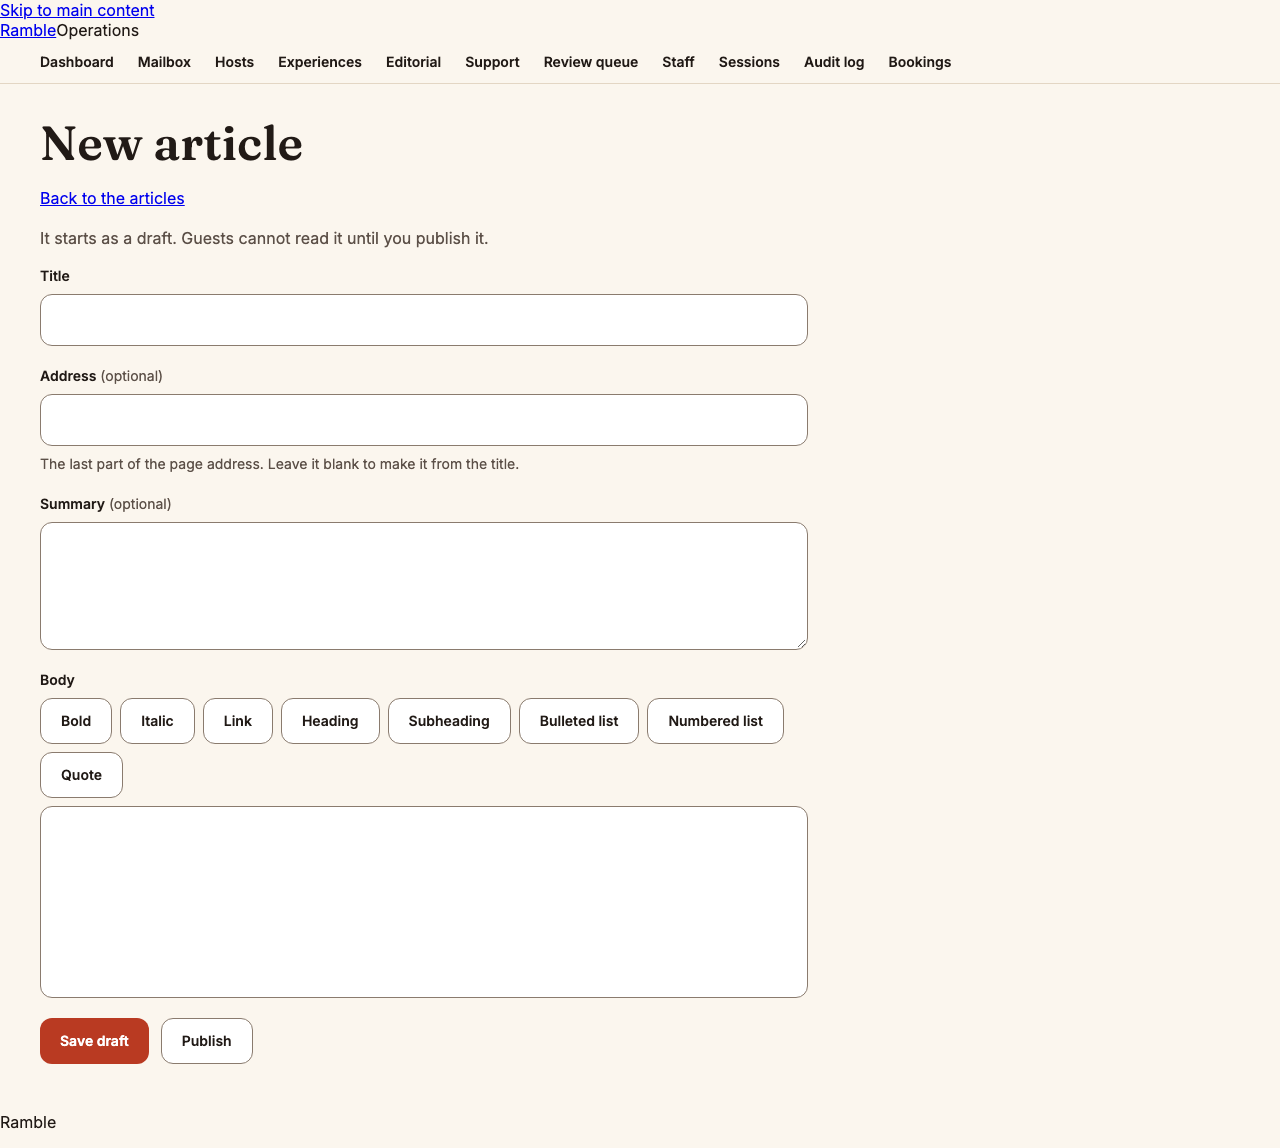 Skip to main content
RambleOperations
Dashboard Mailbox Hosts Experiences Editorial Support Review queue Staff Sessions Audit log Bookings
New article
Back to the articles
It starts as a draft. Guests cannot read it until you publish it.
Title
Address (optional)
The last part of the page address. Leave it blank to make it from the title.
Summary (optional)
Body
Bold Italic Link Heading Subheading Bulleted list Numbered list
Quote
Save draft Publish
Ramble